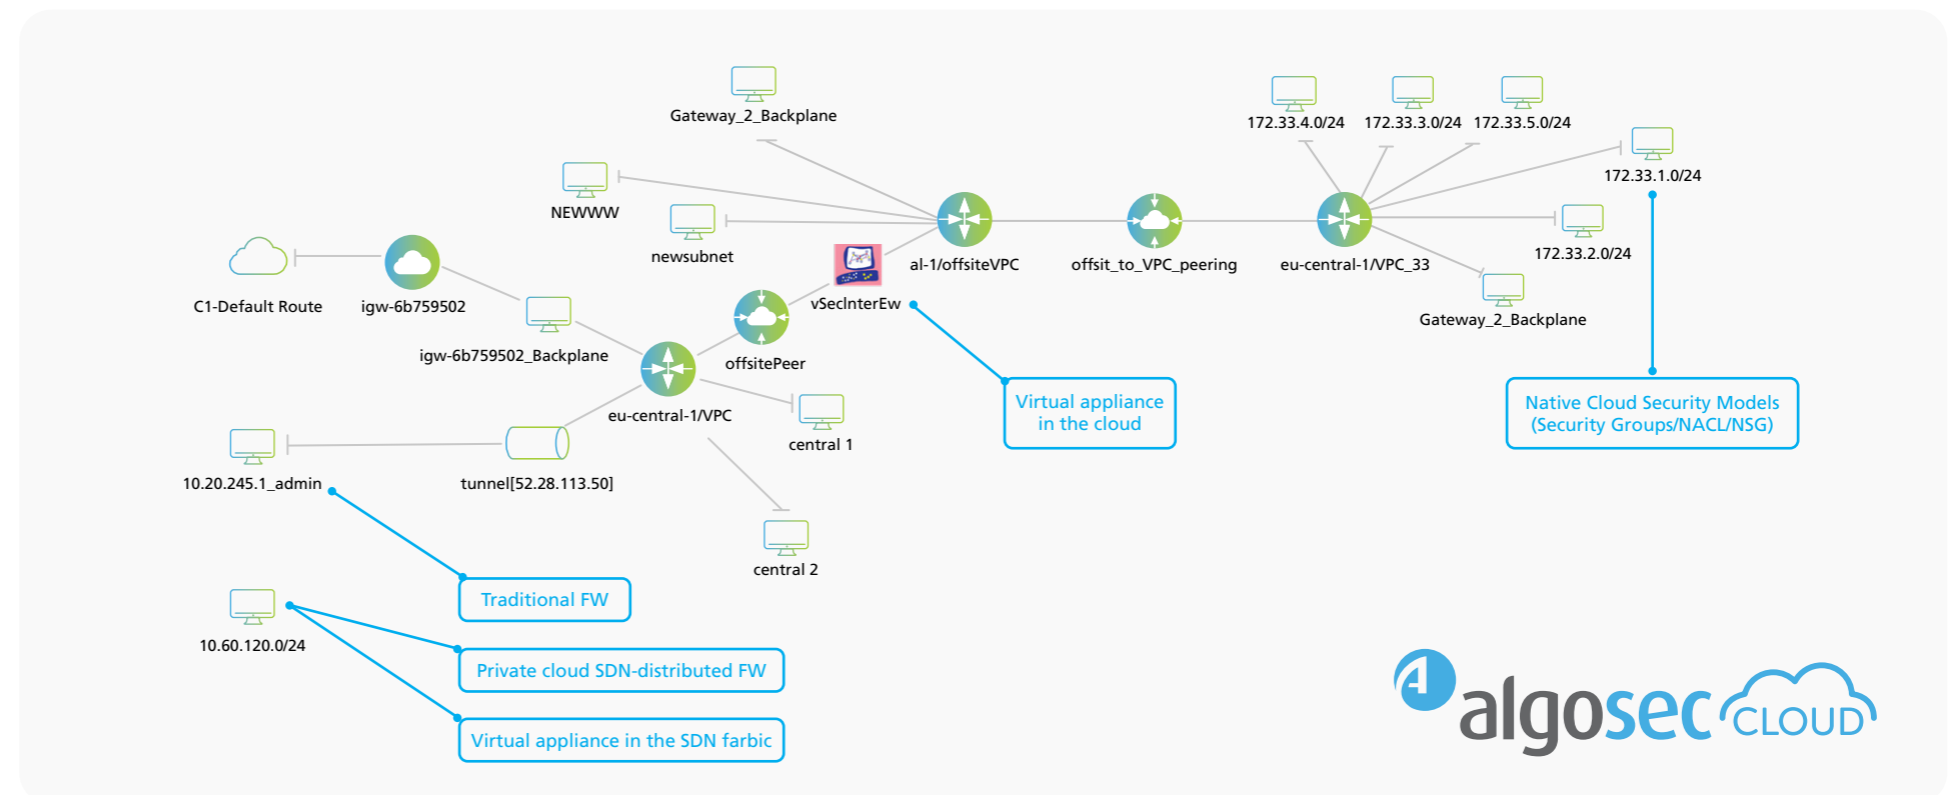 Gateway_2_Backplane
172.33.4.0/24
172.33.3.0/24
172.33.5.0/24
172.33.1.0/24
NEWWW
newsubnet
172.33.2.0/24
al-1/offsiteVPC
offsit_to_VPC_peering
eu-central-1/VPC_33
C1-Default Route
igw-6b759502
vSecInterEw
Gateway_2_Backplane
igw-6b759502_Backplane
offsitePeer
eu-central-1/VPC
central 1
Virtual appliance
in the cloud
Native Cloud Security Models
(Security Groups/NACL/NSG)
10.20.245.1_admin
tunnel[52.28.113.50]
central 2
Traditional FW
10.60.120.0/24
Private cloud SDN-distributed FW
Virtual appliance in the SDN farbic
algosec CLOUD